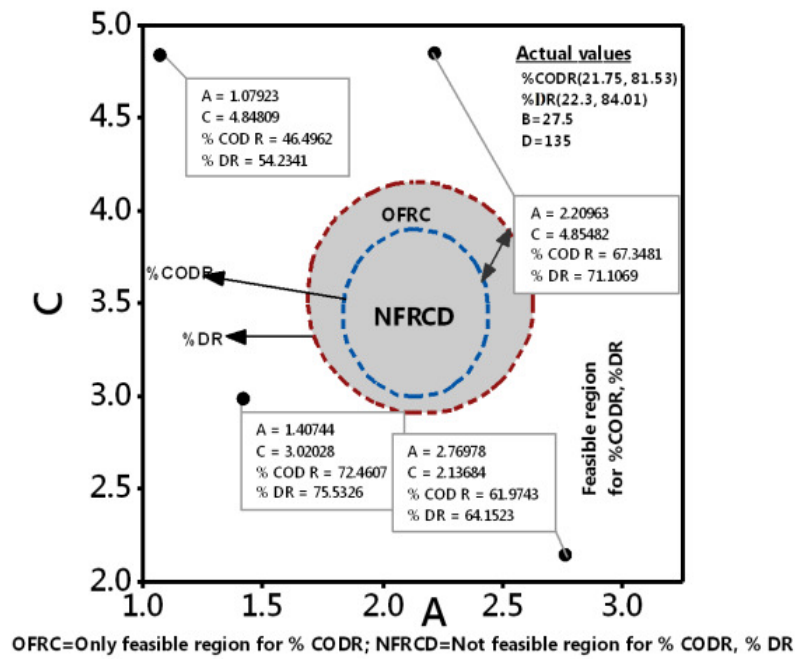 5.0
4.5
4.0
3.5
3.0
2.5
2.0
C
1.0
1.5
2.0
2.5
3.0
A
Actual values
%CODR(21.75, 81.53)
%DR(22.3, 84.01)
B=27.5
D=135
A = 1.07923
C = 4.84809
% COD R = 46.4962
% DR = 54.2341
A = 2.20963
C = 4.85482
% COD R = 67.3481
% DR = 71.1069
OFRC
%CODR
NFRCD
%DR
A = 1.40744
C = 3.02028
% COD R = 72.4607
% DR = 75.5326
A = 2.76978
C = 2.13684
% COD R = 61.9743
% DR = 64.1523
Feasible region
for %CODR, %DR
OFRC=Only feasible region for % CODR; NFRCD=Not feasible region for % CODR, % DR